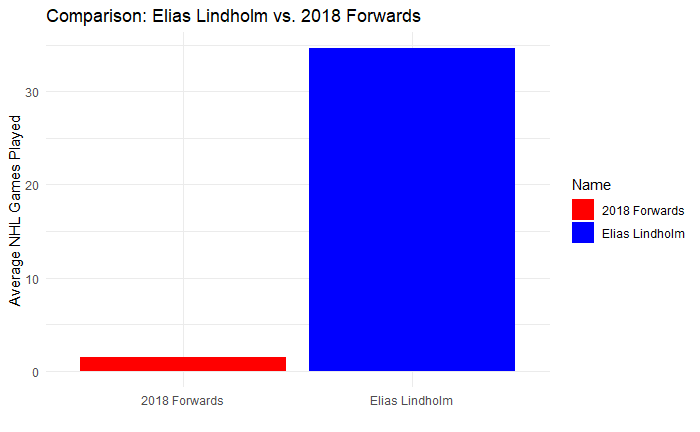 Comparison: Elias Lindholm vs. 2018 Forwards
Average NHL Games Played
30
20
10
0
2018 Forwards
Elias Lindholm
Name
2018 Forwards
Elias Lindholm